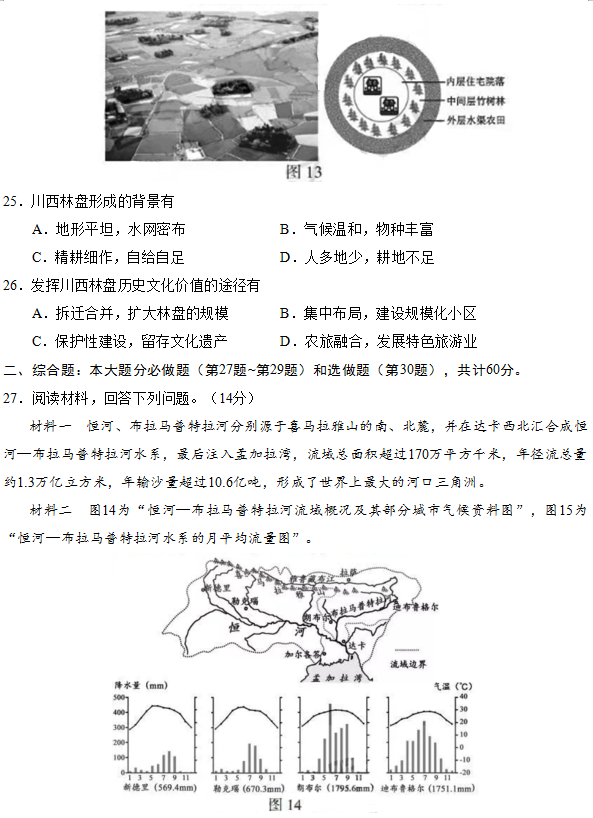 内层住宅院落
中间层竹树林
外层水渠农田
图13
25．川西林盘形成的背景有
A．地形平坦，水网密布 B．气候温和，物种丰富
C．精耕细作，自给自足 D．人多地少，耕地不足
26．发挥川西林盘历史文化价值的途径有
A．拆迁合并，扩大林盘的规模 B．集中布局，建设规模化小区
C．保护性建设，留存文化遗产 D．农旅融合，发展特色旅游业
二、综合题：本大题分必做题（第27题~第29题）和选做题（第30题），共计60分。
27．阅读材料，回答下列问题。（14分）
材料一 恒河、布拉马普特拉河分别源于喜马拉雅山的南、北麓，并在达卡西北汇合成恒
河—布拉马普特拉河水系，最后注入孟加拉湾，流域总面积超过170万平方千米，年径流总量
约1.3万亿立方米，年输沙量超过10.6亿吨，形成了世界上最大的河口三角洲。
材料二 图14为“恒河—布拉马普特拉河流域概况及其部分城市气候资料图”，图15为
“恒河—布拉马普特拉河水系的月平均流量图”。
喜马拉雅山
雅鲁藏布江
拉萨
新德里
勒克瑙
朗布尔
布拉马普特拉河
迪布鲁格尔
恒 河
达卡
加尔各答
孟加拉湾
流域边界
降水量(mm) 气温(℃)
500 400 300 200 100 0
40 30 20 10 0 -10 -20
1 3 5 7 9 11 1 3 5 7 9 11 1 3 5 7 9 11 1 3 5 7 9 11
新德里(569.4mm) 勒克瑙(670.3mm) 朗布尔(1795.6mm) 迪布鲁格尔(1751.1mm)
图14